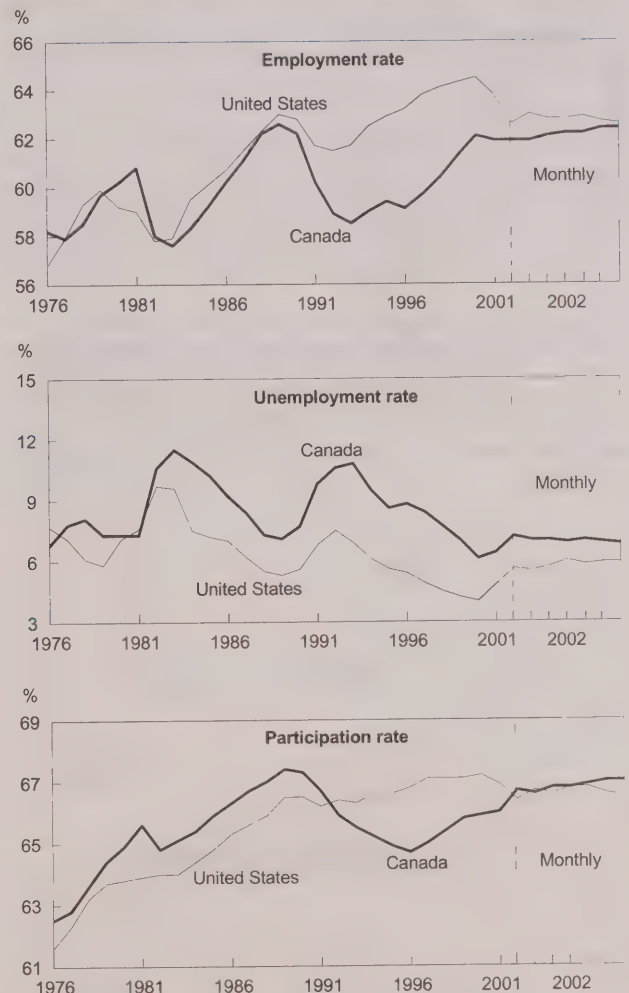 %
66
Employment rate
64
United States
62
Monthly
60
Canada
58
56
1976 1981 1986 1991 1996 2001 2002
%
15
Unemployment rate
12
Canada
Monthly
9
6
United States
3
1976 1981 1986 1991 1996 2001 2002
%
69
Participation rate
67
65
United States Canada Monthly
63
61
1976 1981 1986 1991 1996 2001 2002